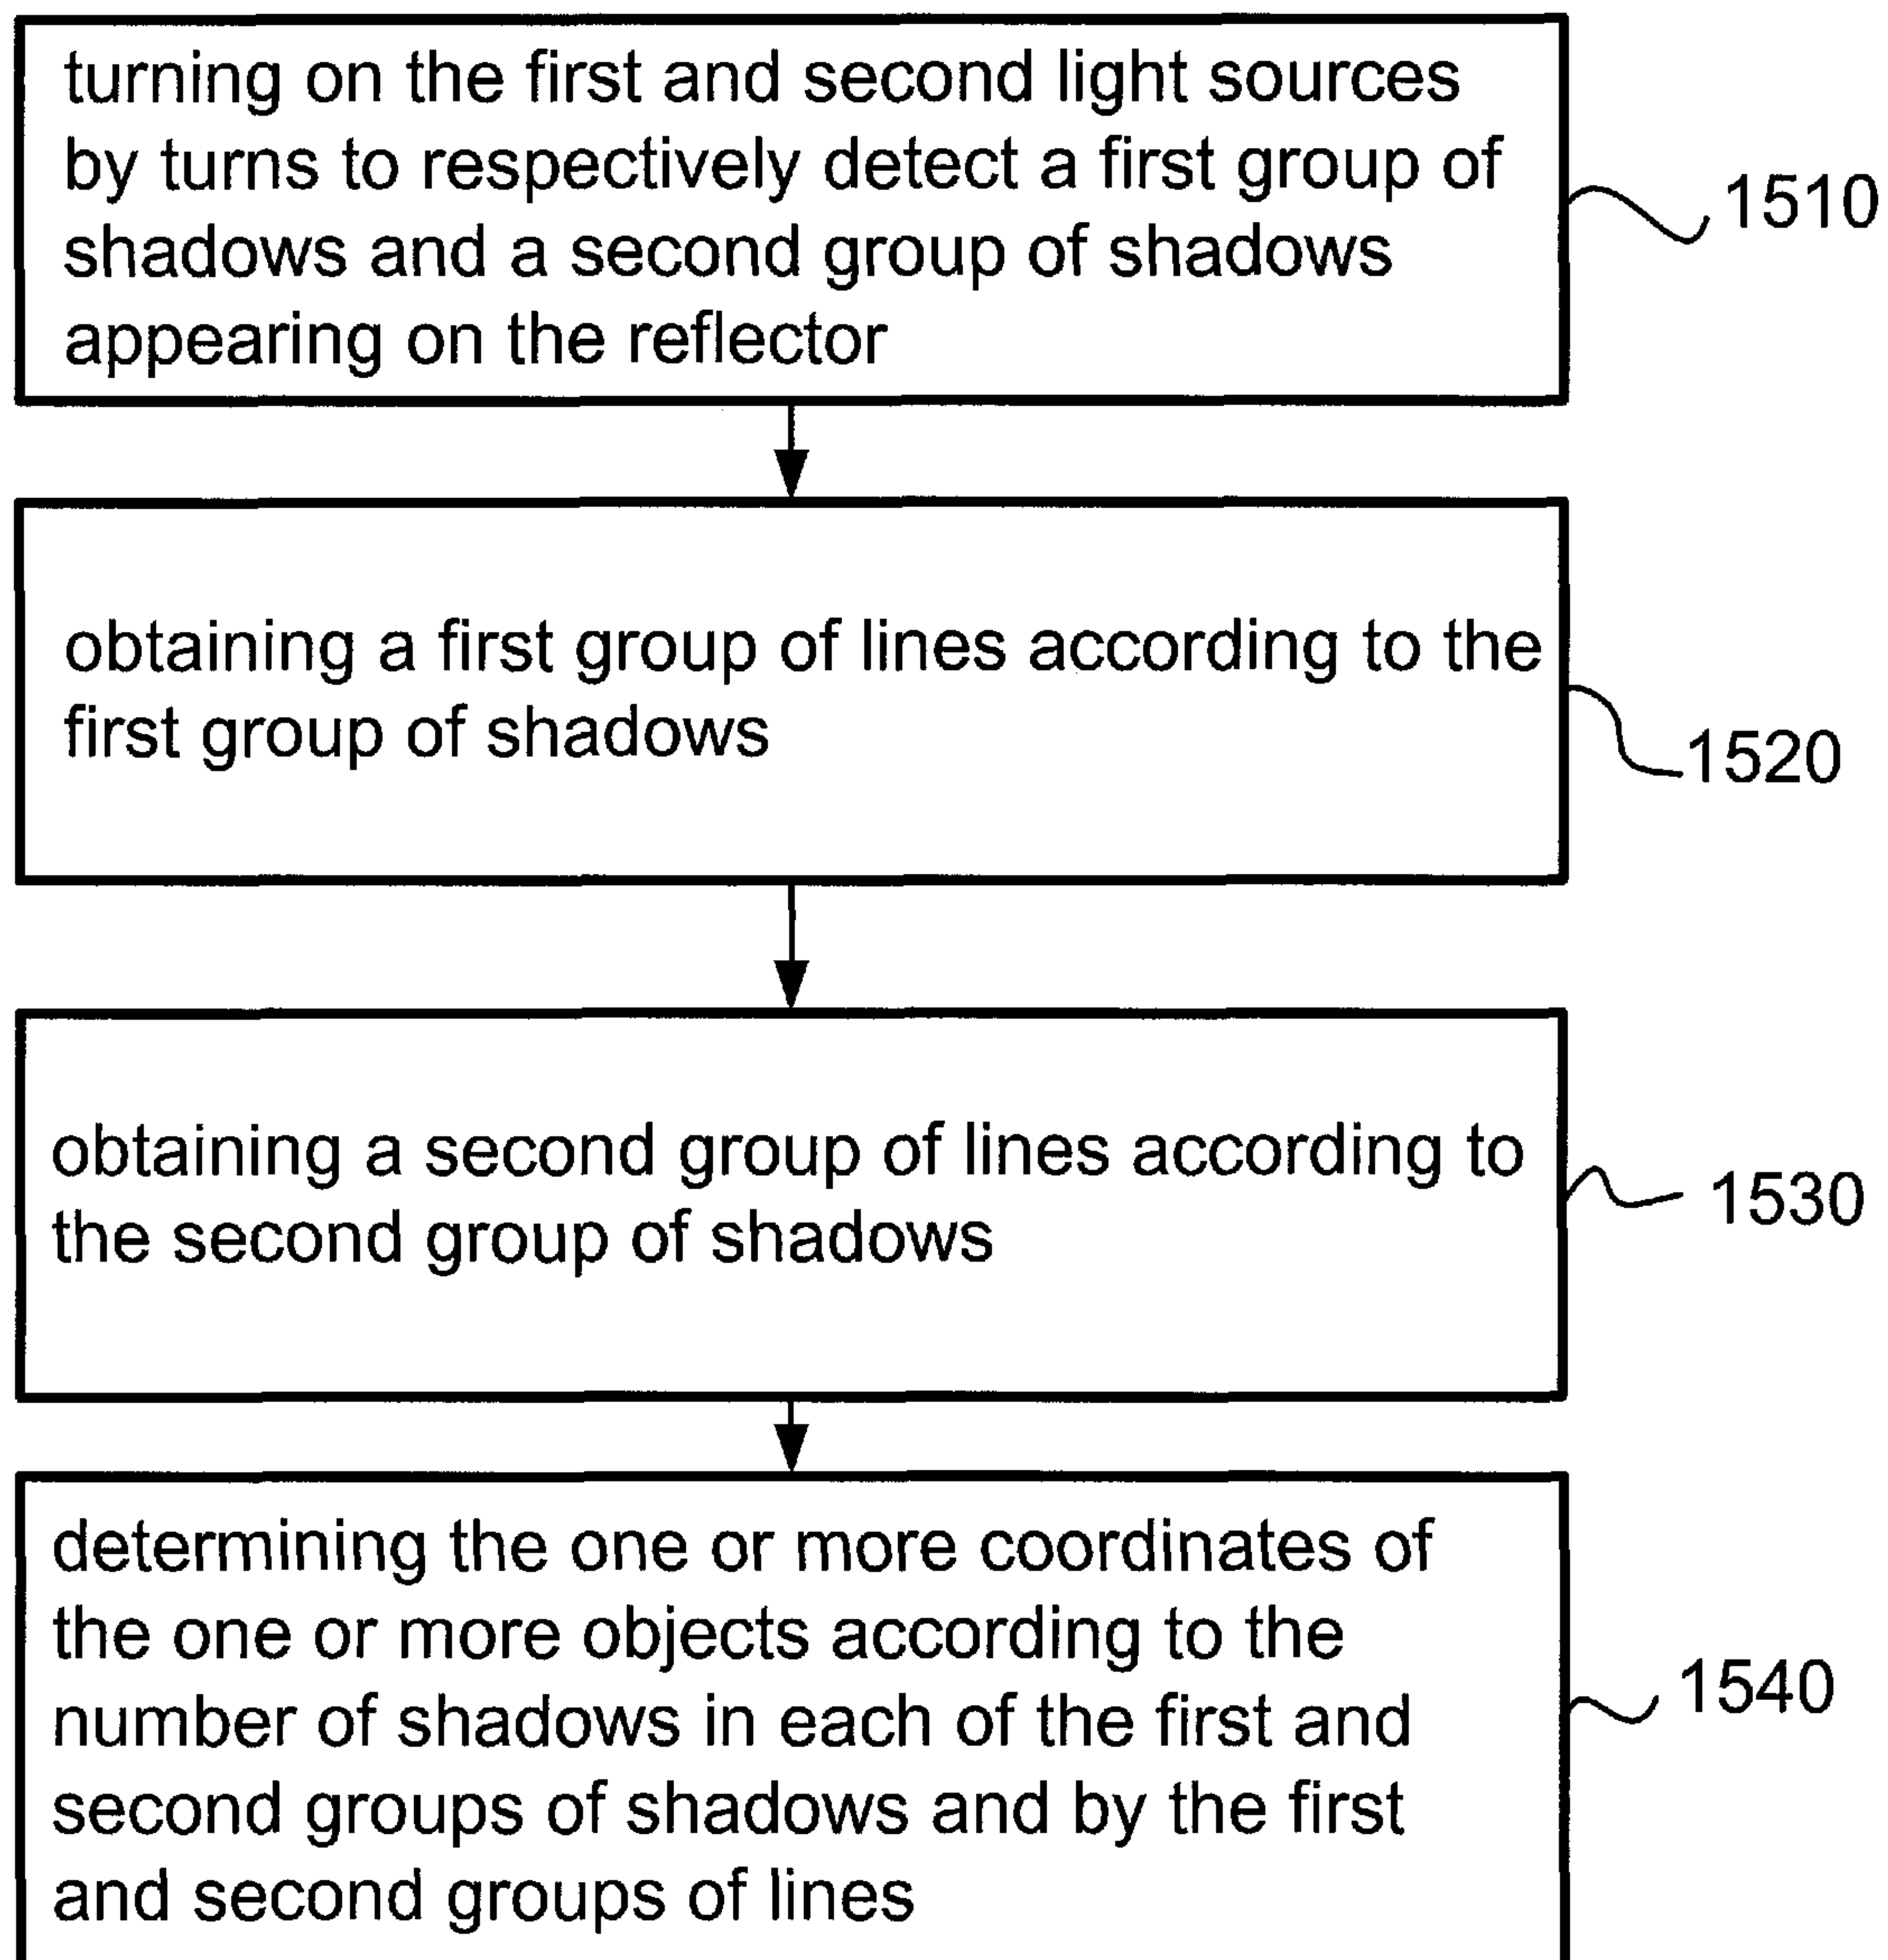 turning on the first and second light sources
by turns to respectively detect a first group of
shadows and a second group of shadows
appearing on the reflector
1510
obtaining a first group of lines according to the
first group of shadows
1520
obtaining a second group of lines according to
the second group of shadows
1530
determining the one or more coordinates of
the one or more objects according to the
number of shadows in each of the first and
second groups of shadows and by the first
and second groups of lines
1540